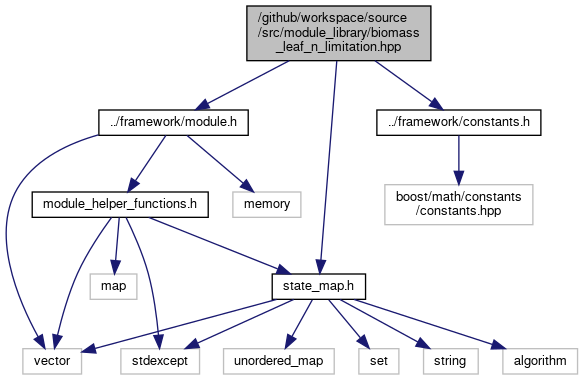 /github/workspace/source
/src/module_library/biomass
_leaf_n_limitation.hpp
../framework/module.h
../framework/constants.h
module_helper_functions.h
memory
boost/math/constants
/constants.hpp
map
state_map.h
vector
stdexcept
unordered_map
set
string
algorithm